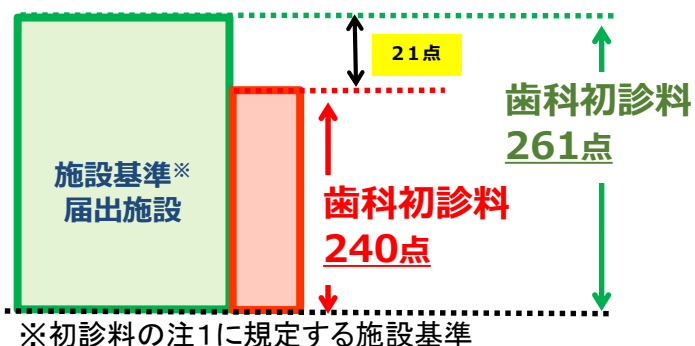 21点
歯科初診料
261点
施設基準※
届出施設
歯科初診料
240点
※初診料の注1に規定する施設基準